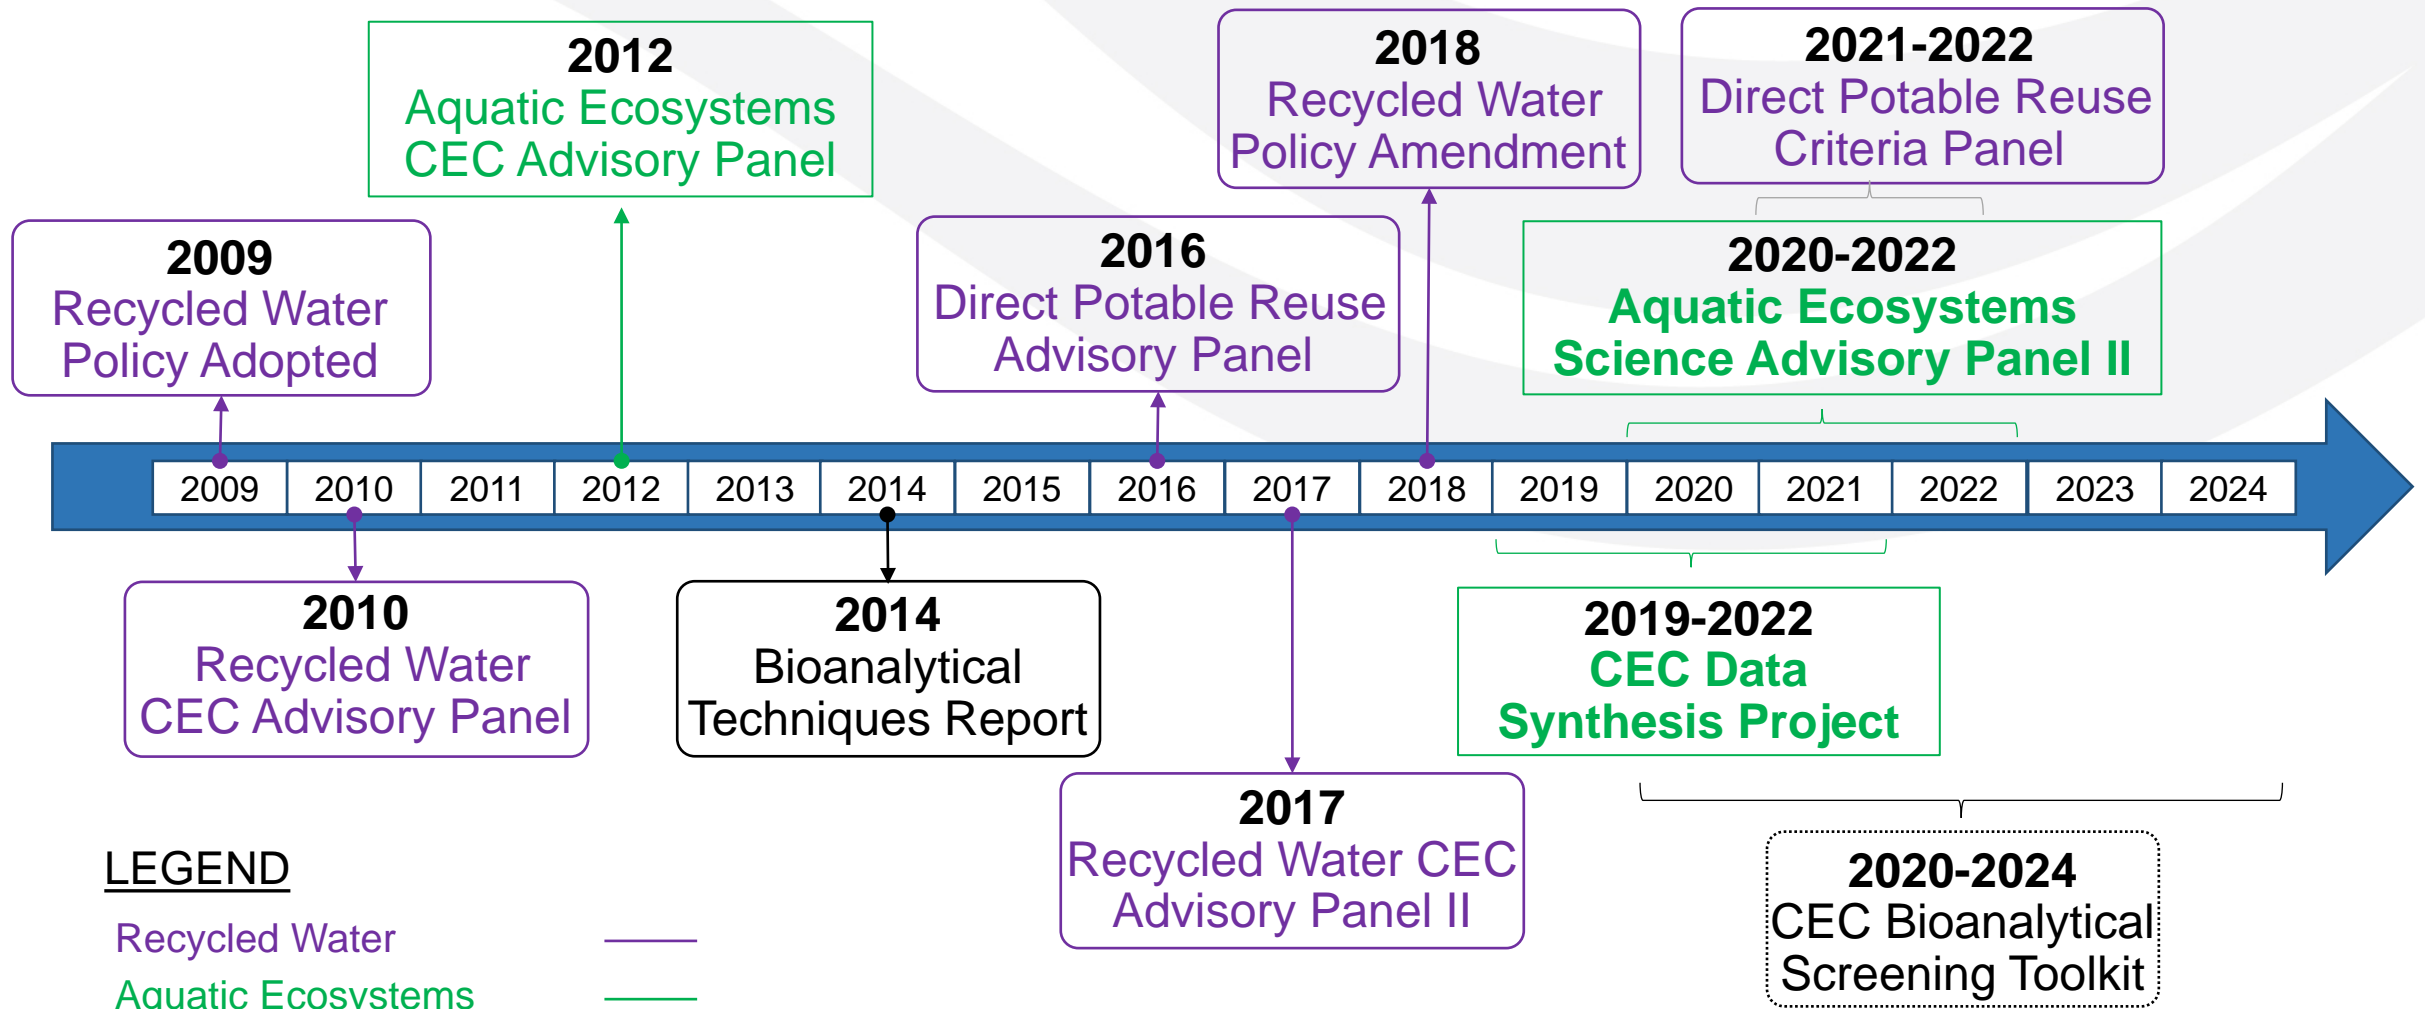 2012
Aquatic Ecosystems
CEC Advisory Panel
2018
Recycled Water
Policy Amendment
2021-2022
Direct Potable Reuse
Criteria Panel
2009
Recycled Water
Policy Adopted
2016
Direct Potable Reuse
Advisory Panel
2020-2022
Aquatic Ecosystems
Science Advisory Panel II
2009 2010 2011 2012 2013 2014 2015 2016 2017 2018 2019 2020 2021 2022 2023 2024
2010
Recycled Water
CEC Advisory Panel
2014
Bioanalytical
Techniques Report
2019-2022
CEC Data
Synthesis Project
2017
Recycled Water CEC
Advisory Panel II
2020-2024
CEC Bioanalytical
Screening Toolkit
LEGEND
Recycled Water
Aquatic Ecosystems